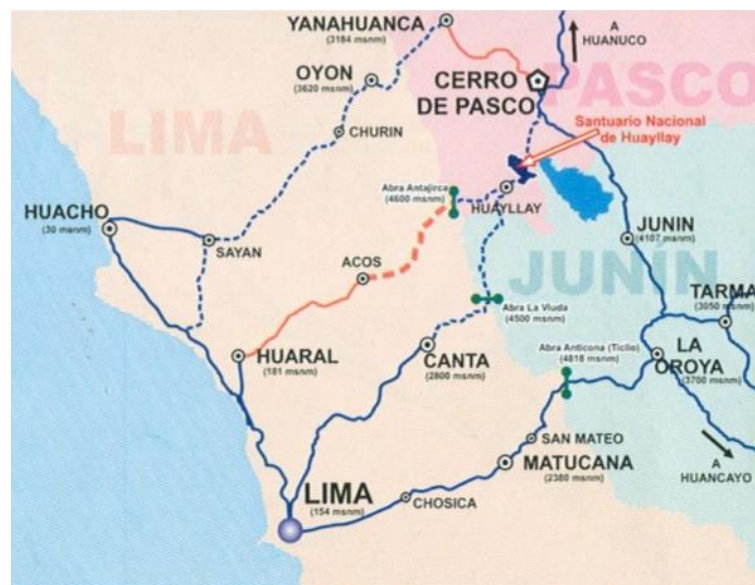 YANAHUANCA
(3184 msnm)
A
HUANUCO
OYON
(3620 msnm)
CERRO
DE PASCO
PASCO
CHURIN
LIMA
Santuario Nacional
de Huayllay
Abra Antajirca
(4600 msnm)
HUAYLLAY
HUACHO
(30 msnm)
SAYAN
JUNIN
(4107 msnm)
ACOS
JUNÍN
TARMA
(3050 msnm)
Abra La Viuda
(4500 msnm)
HUARAL
(181 msnm)
CANTA
(2800 msnm)
Abra Anticona (Ticlio)
(4818 msnm)
LA
OROYA
(3700 msnm)
SAN MATEO
MATUCANA
(2380 msnm)
A
HUANCAYO
LIMA
(154 msnm)
CHOSICA